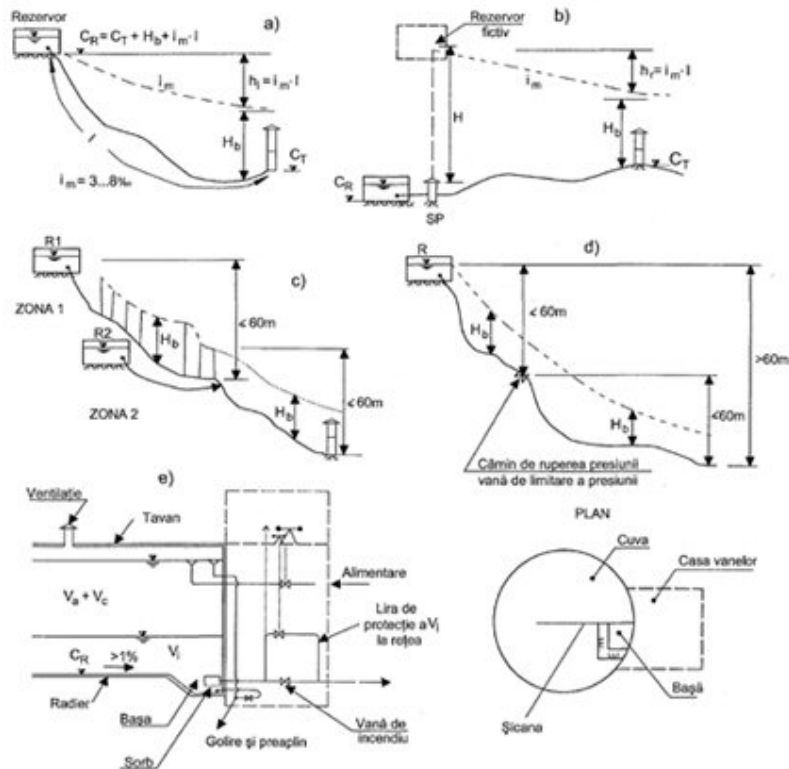 Rezervor
a)
C_R = C_T + H_b + i_m · l
i_m
h_i = i_m · l
H_b
C_T
l
i_m = 3...8‰
b)
Rezervor
fictiv
i_m
h_r = i_m · l
H
H_b
C_R
C_T
SP
c)
R1
ZONA 1
R2
H_b
⩽60m
ZONA 2
H_b
⩽60m
d)
R
H_b
⩽60m
>60m
H_b
⩽60m
Cămin de ruperea presiunii
vană de limitare a presiunii
e)
Ventilație
Tavan
Alimentare
V_a + V_c
Lira de
protecție a V_i
la rețea
V_i
C_R
>1%
Radier
Bașa
Golire și preaplin
Vană de
incendiu
Sorb
PLAN
Cuva
Casa vanelor
Bașă
Șicana